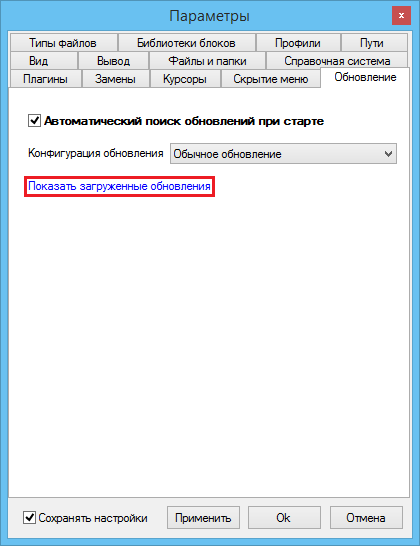 Параметры
x
Типы файлов Библиотеки блоков Профили Пути
Вид Вывод Файлы и папки Справочная система
Плагины Замены Курсоры Скрытие меню Обновление
Автоматический поиск обновлений при старте
Конфигурация обновления Обычное обновление
Показать загруженные обновления
Сохранять настройки Применить Ok Отмена